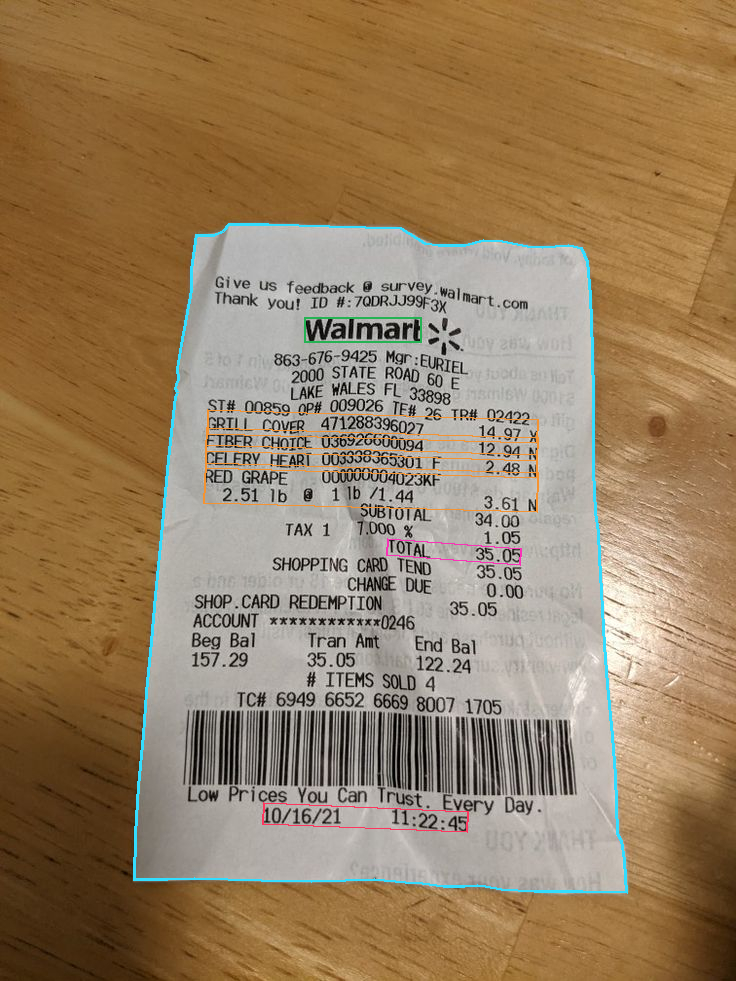 Give us feedback @ survey.walmart.com
Thank you! ID #:7QDRJJ99F3X
Walmart
863-676-9425 Mgr:EURIEL
2000 STATE ROAD 60 E
LAKE WALES FL 33898
ST# 00859 OP# 009026 TE# 26 TR# 02422
GRILL COVER 471288396027 14.97 X
FIBER CHOICE 036926600094 12.94 N
CELERY HEART 003338365301 F 2.48 N
RED GRAPE 000000004023KF
2.51 lb @ 1 lb /1.44 3.61 N
SUBTOTAL 34.00
TAX 1 7.000 % 1.05
TOTAL 35.05
SHOPPING CARD TEND 35.05
CHANGE DUE 0.00
SHOP.CARD REDEMPTION 35.05
ACCOUNT ************0246
Beg Bal Tran Amt End Bal
157.29 35.05 122.24
# ITEMS SOLD 4
TC# 6949 6652 6669 8007 1705
Low Prices You Can Trust. Every Day.
10/16/21 11:22:45